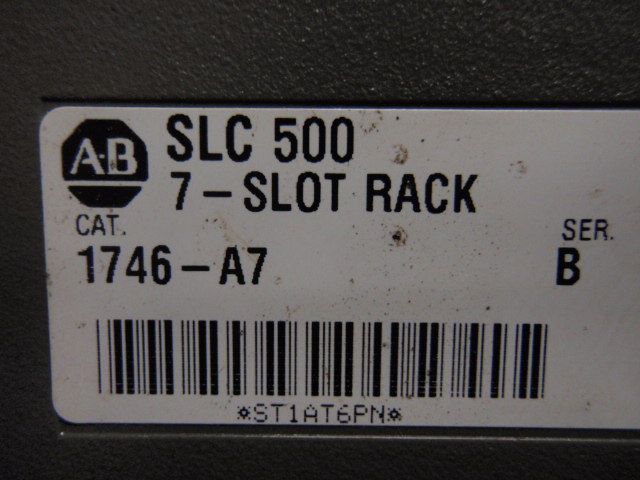 A-B
SLC 500
7-SLOT RACK
CAT.
1746-A7
SER.
B
*ST1AT6PN*